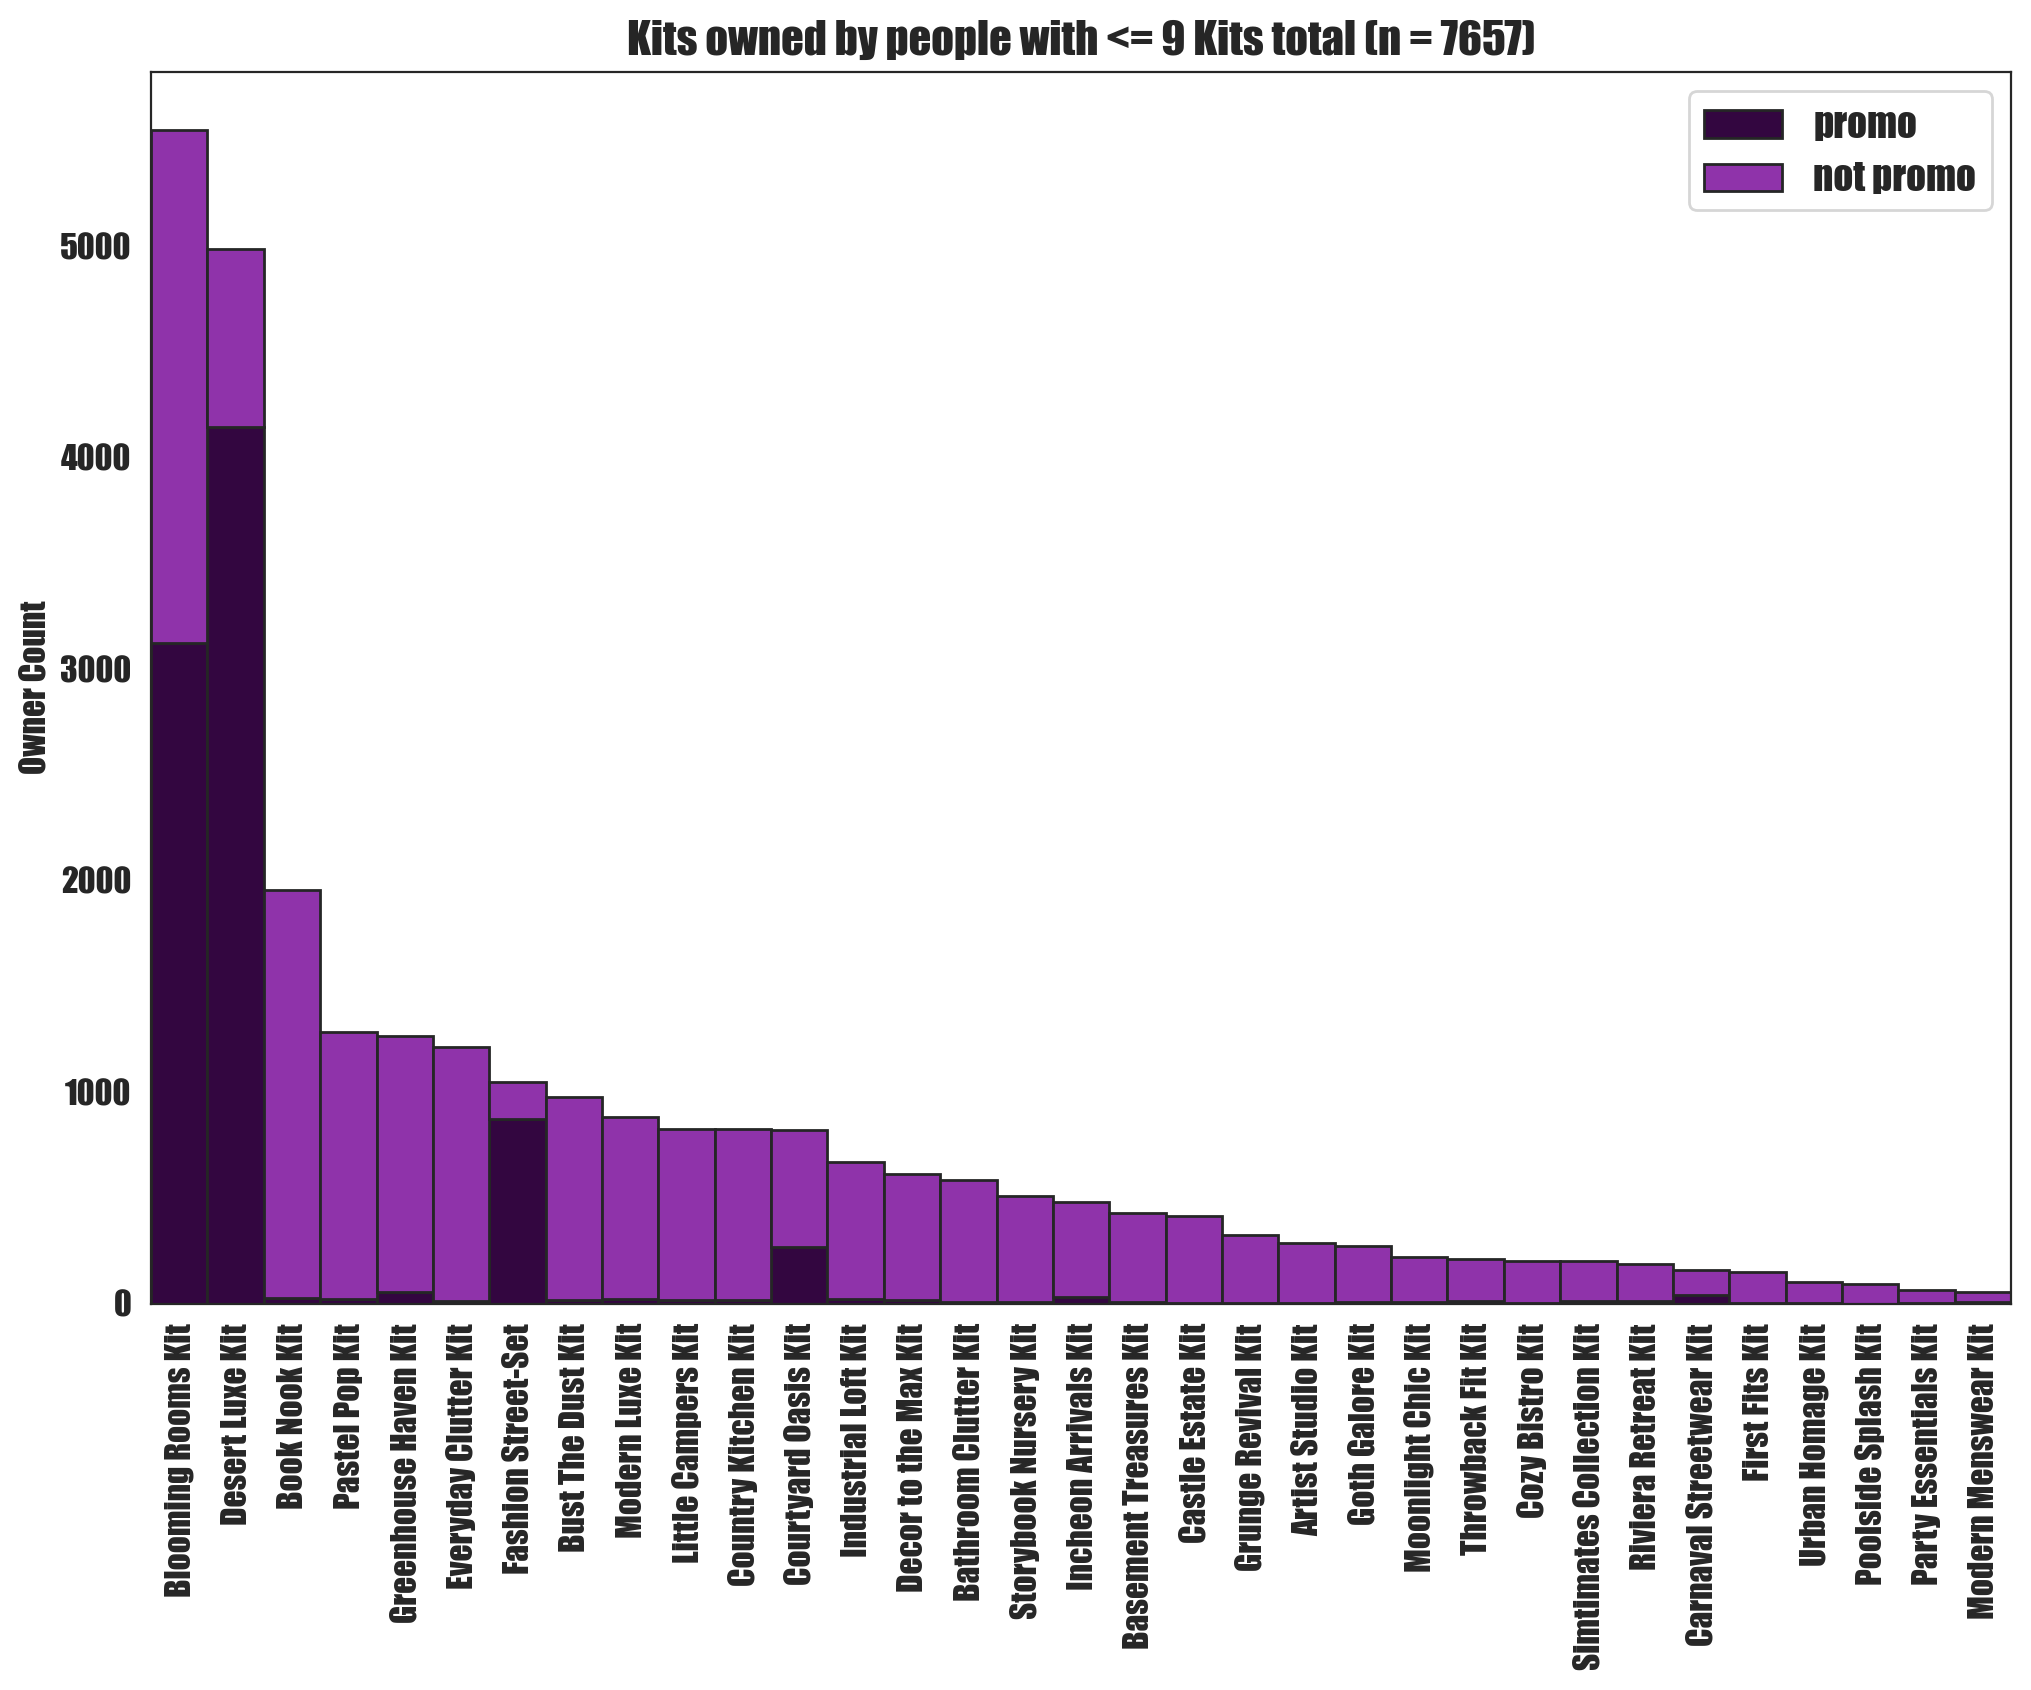 Kits owned by people with <= 9 Kits total (n = 7657)
promo
not promo
Owner Count
5000
4000
3000
2000
1000
0
Blooming Rooms Kit
Desert Luxe Kit
Book Nook Kit
Pastel Pop Kit
Greenhouse Haven Kit
Everyday Clutter Kit
Fashion Street-Set
Bust The Dust Kit
Modern Luxe Kit
Little Campers Kit
Country Kitchen Kit
Courtyard Oasis Kit
Industrial Loft Kit
Decor to the Max Kit
Bathroom Clutter Kit
Storybook Nursery Kit
Incheon Arrivals Kit
Basement Treasures Kit
Castle Estate Kit
Grunge Revival Kit
Artist Studio Kit
Goth Galore Kit
Moonlight Chic Kit
Throwback Fit Kit
Cozy Bistro Kit
Simtimates Collection Kit
Riviera Retreat Kit
Carnaval Streetwear Kit
First Fits Kit
Urban Homage Kit
Poolside Splash Kit
Party Essentials Kit
Modern Menswear Kit